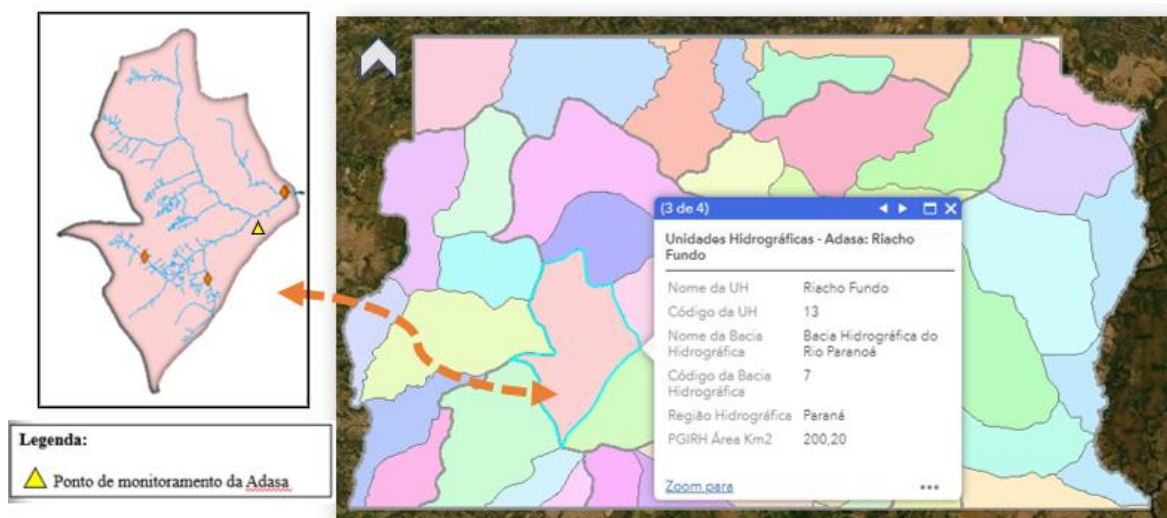 Legenda:
Ponto de monitoramento da Adasa
(3 de 4)
Unidades Hidrográficas - Adasa: Riacho
Fundo
Nome da UH Riacho Fundo
Código da UH 13
Nome da Bacia Hidrográfica Bacia Hidrográfica do Rio Paranoá
Código da Bacia Hidrográfica 7
Região Hidrográfica Paraná
PGIRH Área Km2 200,20
Zoom para